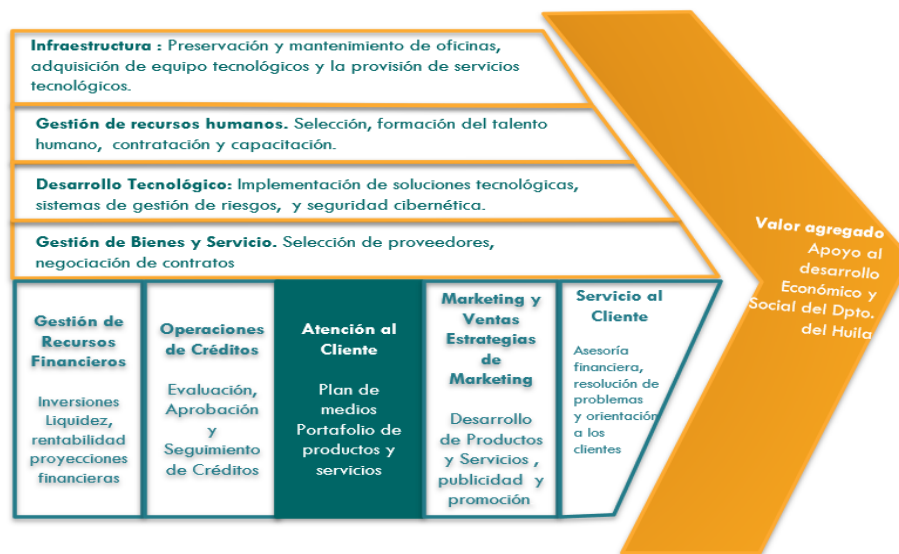 Infraestructura : Preservación y mantenimiento de oficinas,
adquisición de equipo tecnológicos y la provisión de servicios
tecnológicos.
Gestión de recursos humanos. Selección, formación del talento
humano, contratación y capacitación.
Desarrollo Tecnológico: Implementación de soluciones tecnológicas,
sistemas de gestión de riesgos, y seguridad cibernética.
Gestión de Bienes y Servicio. Selección de proveedores,
negociación de contratos
Gestión de
Recursos
Financieros
Inversiones
Liquidez,
rentabilidad
proyecciones
financieras
Operaciones
de Créditos
Evaluación,
Aprobación
y
Seguimiento
de Créditos
Atención al
Cliente
Plan de
medios
Portafolio de
productos y
servicios
Marketing y
Ventas
Estrategias
de
Marketing
Desarrollo
de Productos
y Servicios ,
publicidad y
promoción
Servicio al
Cliente
Asesoría
financiera,
resolución de
problemas
y orientación
a los
clientes
Valor agregado
Apoyo al
desarrollo
Económico y
Social del Dpto.
del Huila